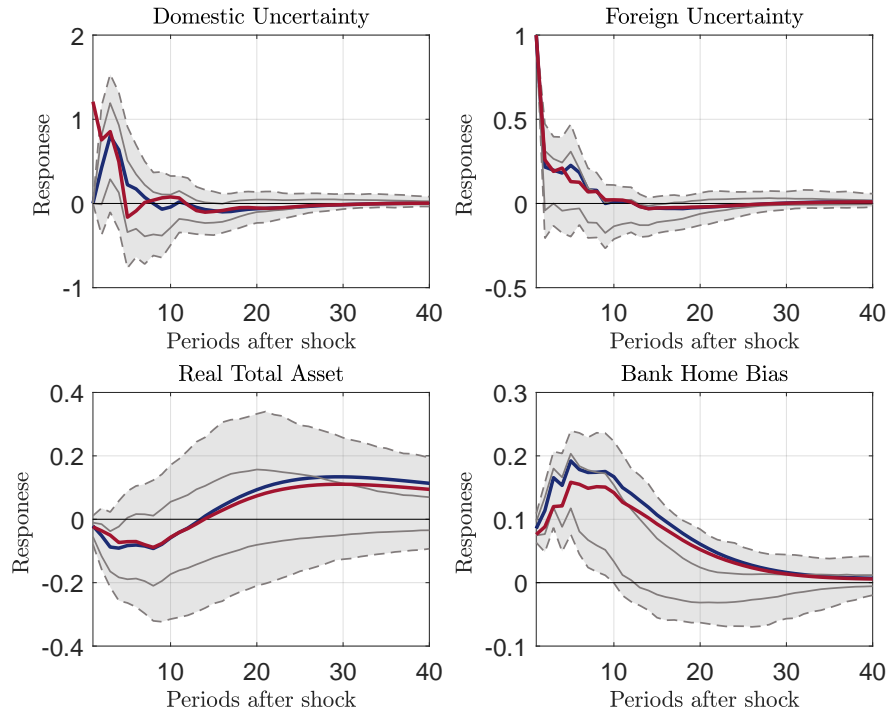 Domestic Uncertainty
Foreign Uncertainty
2
1
0
-1
Responese
10
20
30
40
Periods after shock
1
0.5
0
-0.5
Responese
10
20
30
40
Periods after shock
Real Total Asset
Bank Home Bias
0.4
0.2
0
-0.2
-0.4
Responese
10
20
30
40
Periods after shock
0.3
0.2
0.1
0
-0.1
Responese
10
20
30
40
Periods after shock